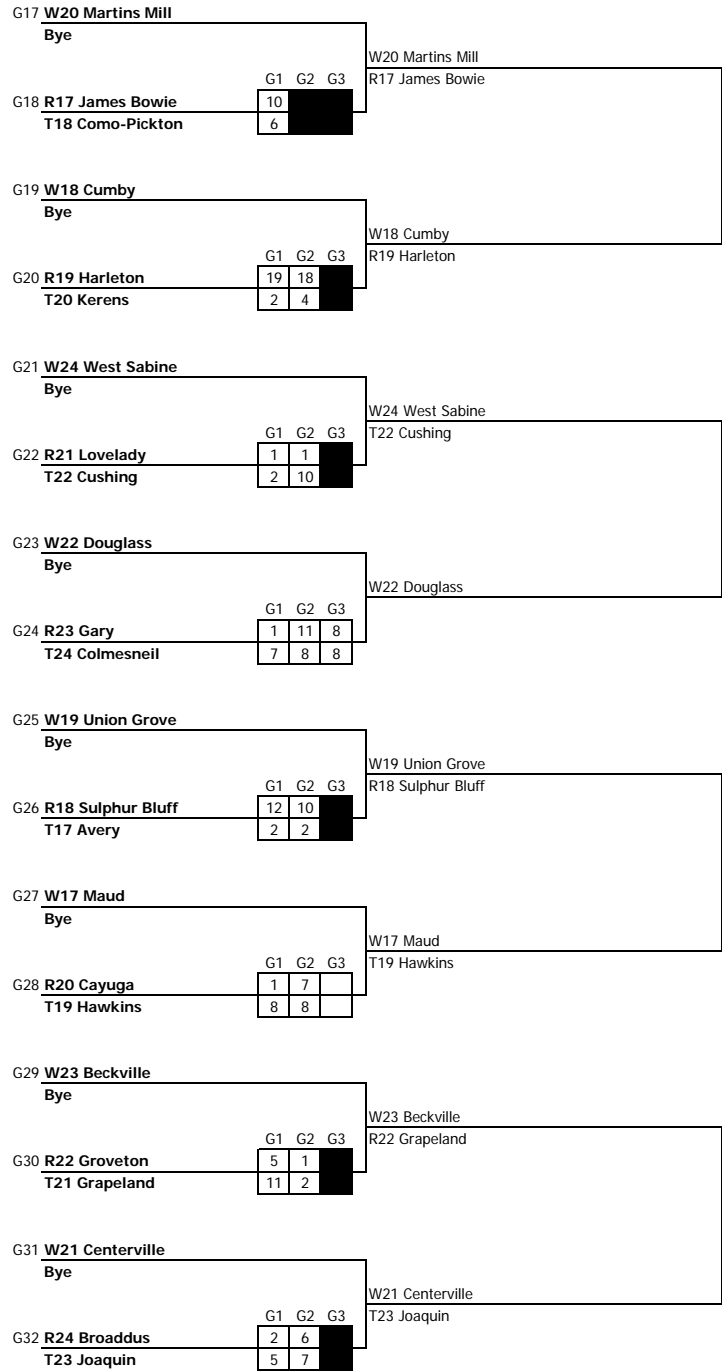 G17 W20 Martins Mill
Bye
W20 Martins Mill
G1 G2 G3 R17 James Bowie
G18 R17 James Bowie 10
T18 Como-Pickton 6
G19 W18 Cumby
Bye
W18 Cumby
G1 G2 G3 R19 Harleton
G20 R19 Harleton 19 18
T20 Kerens 2 4
G21 W24 West Sabine
Bye
W24 West Sabine
G1 G2 G3 T22 Cushing
G22 R21 Lovelady 1 1
T22 Cushing 2 10
G23 W22 Douglass
Bye
W22 Douglass
G1 G2 G3
G24 R23 Gary 1 11 8
T24 Colmesneil 7 8 8
G25 W19 Union Grove
Bye
W19 Union Grove
G1 G2 G3 R18 Sulphur Bluff
G26 R18 Sulphur Bluff 12 10
T17 Avery 2 2
G27 W17 Maud
Bye
W17 Maud
G1 G2 G3 T19 Hawkins
G28 R20 Cayuga 1 7
T19 Hawkins 8 8
G29 W23 Beckville
Bye
W23 Beckville
G1 G2 G3 R22 Grapeland
G30 R22 Groveton 5 1
T21 Grapeland 11 2
G31 W21 Centerville
Bye
W21 Centerville
G1 G2 G3 T23 Joaquin
G32 R24 Broaddus 2 6
T23 Joaquin 5 7